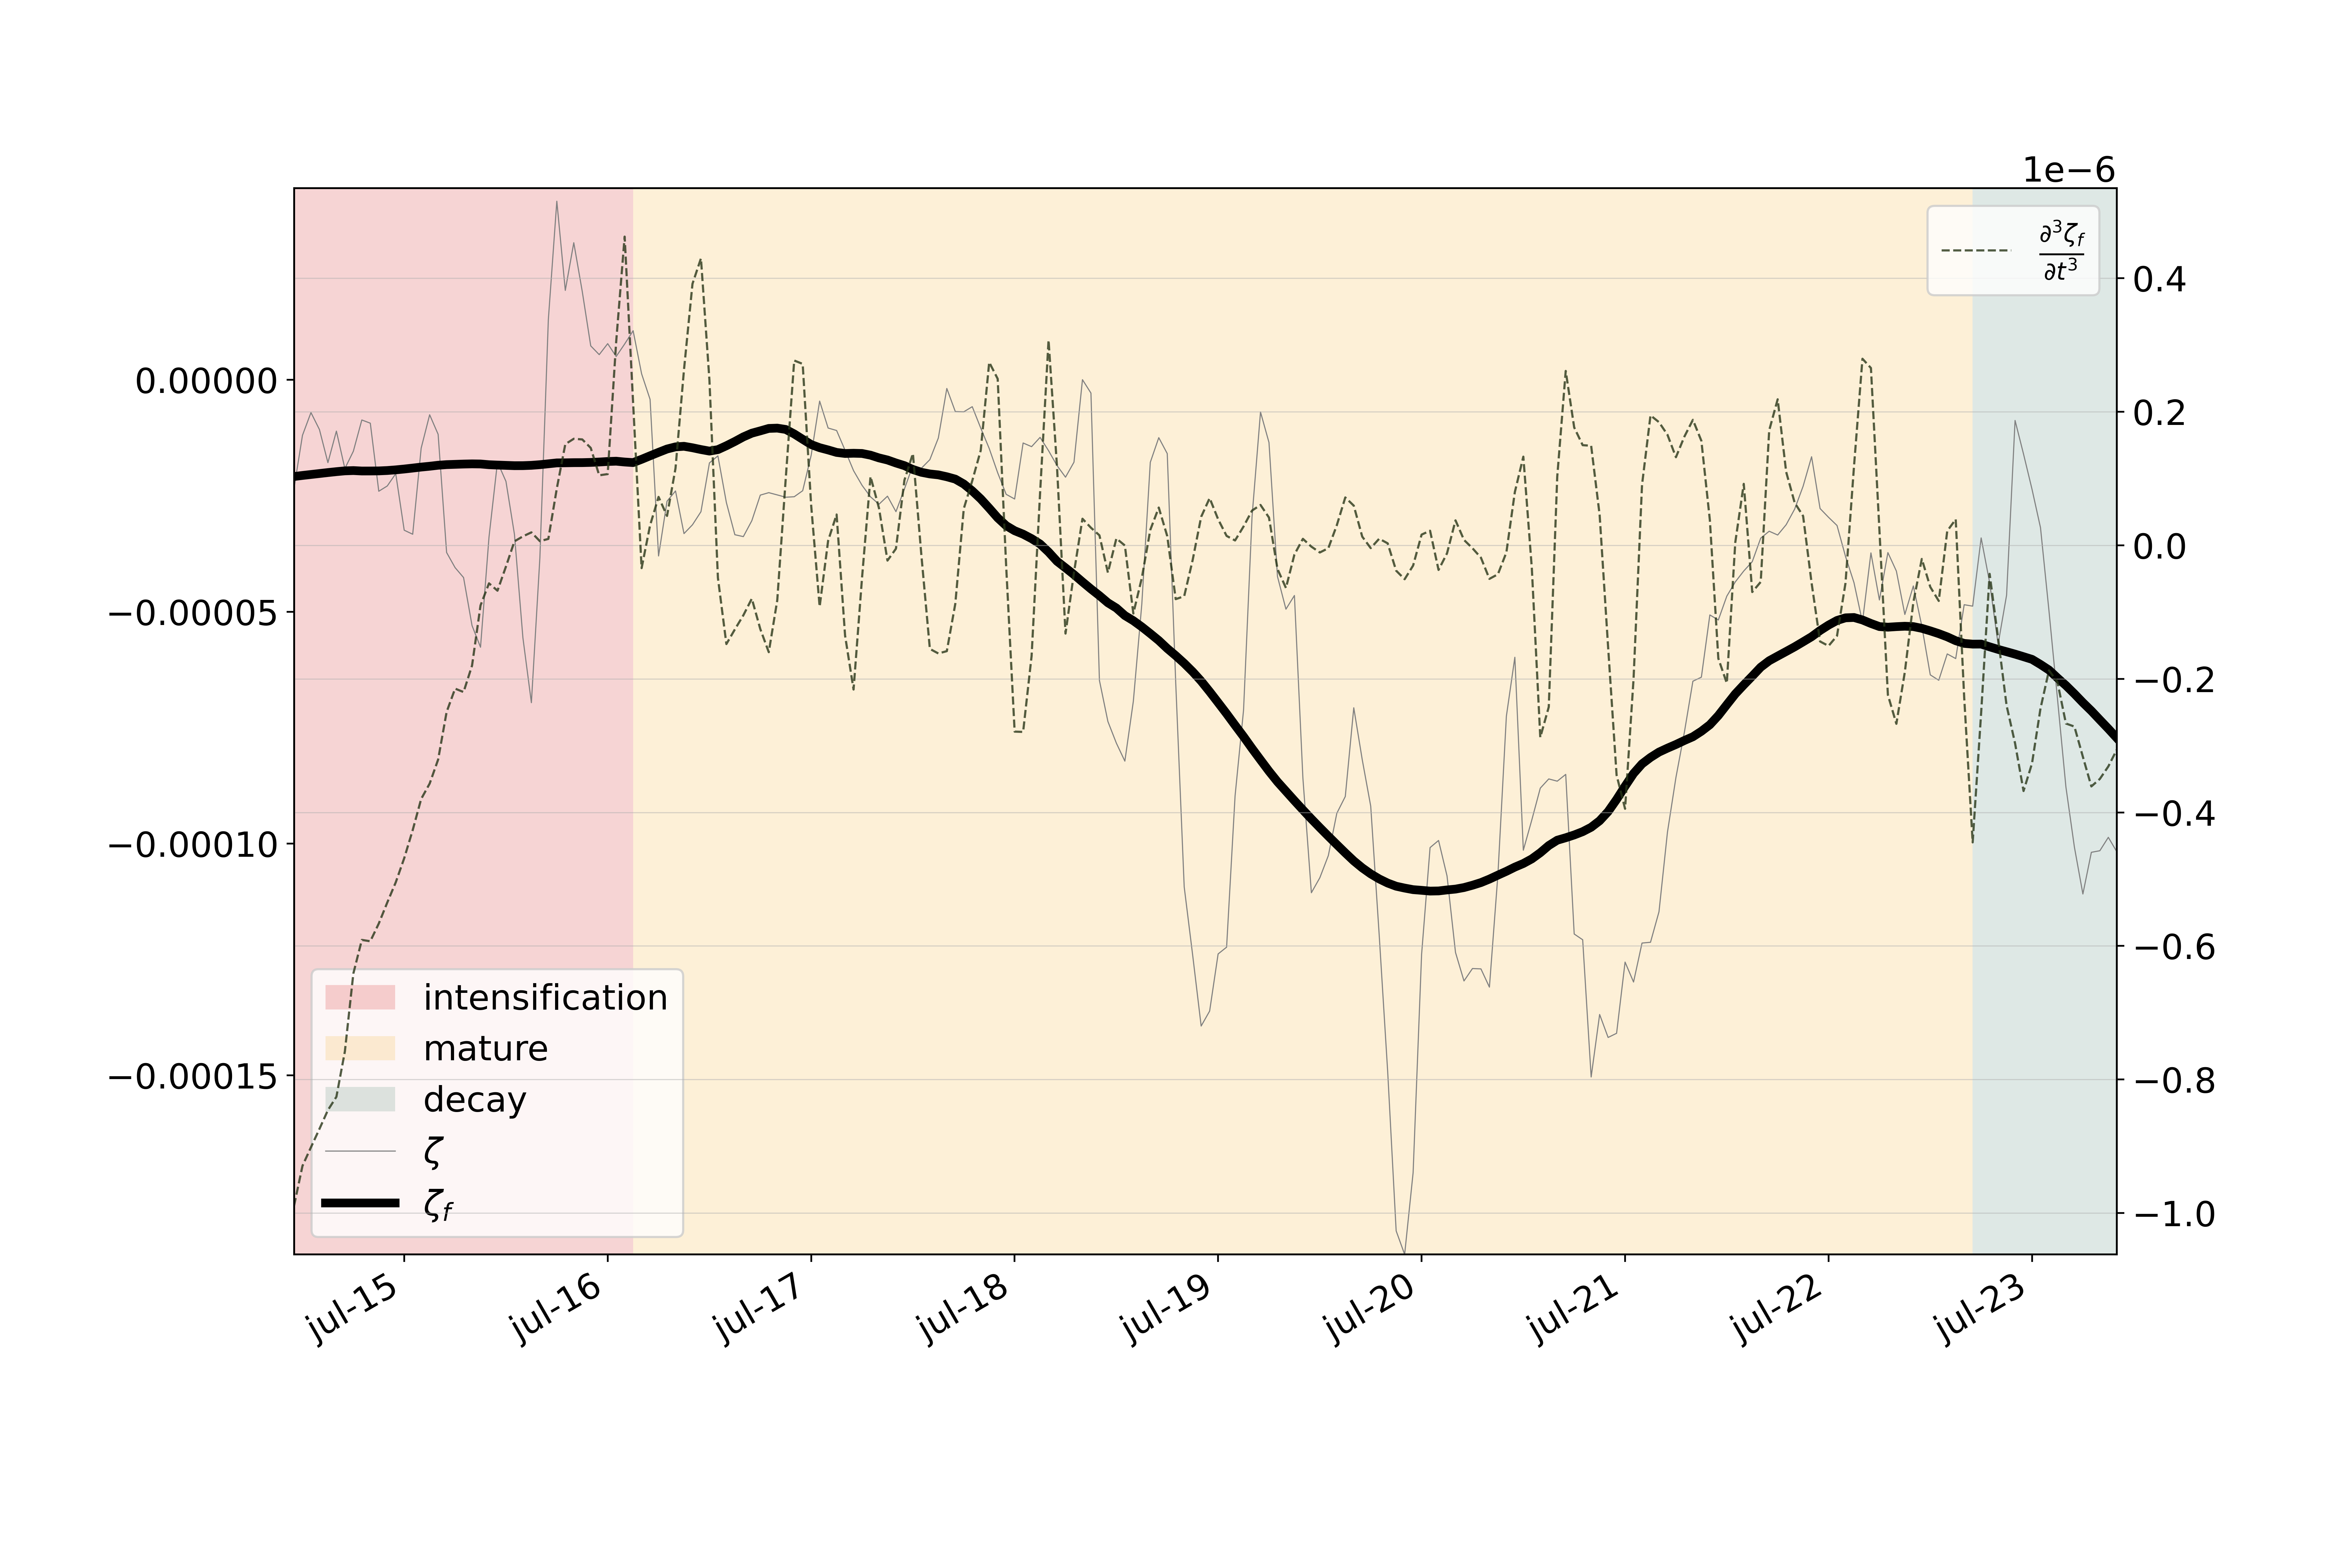 1e−6
∂³ζ_f
∂t³
0.00000
−0.00005
−0.00010
−0.00015
0.4
0.2
0.0
−0.2
−0.4
−0.6
−0.8
−1.0
intensification
mature
decay
ζ
ζ_f
jul-15
jul-16
jul-17
jul-18
jul-19
jul-20
jul-21
jul-22
jul-23